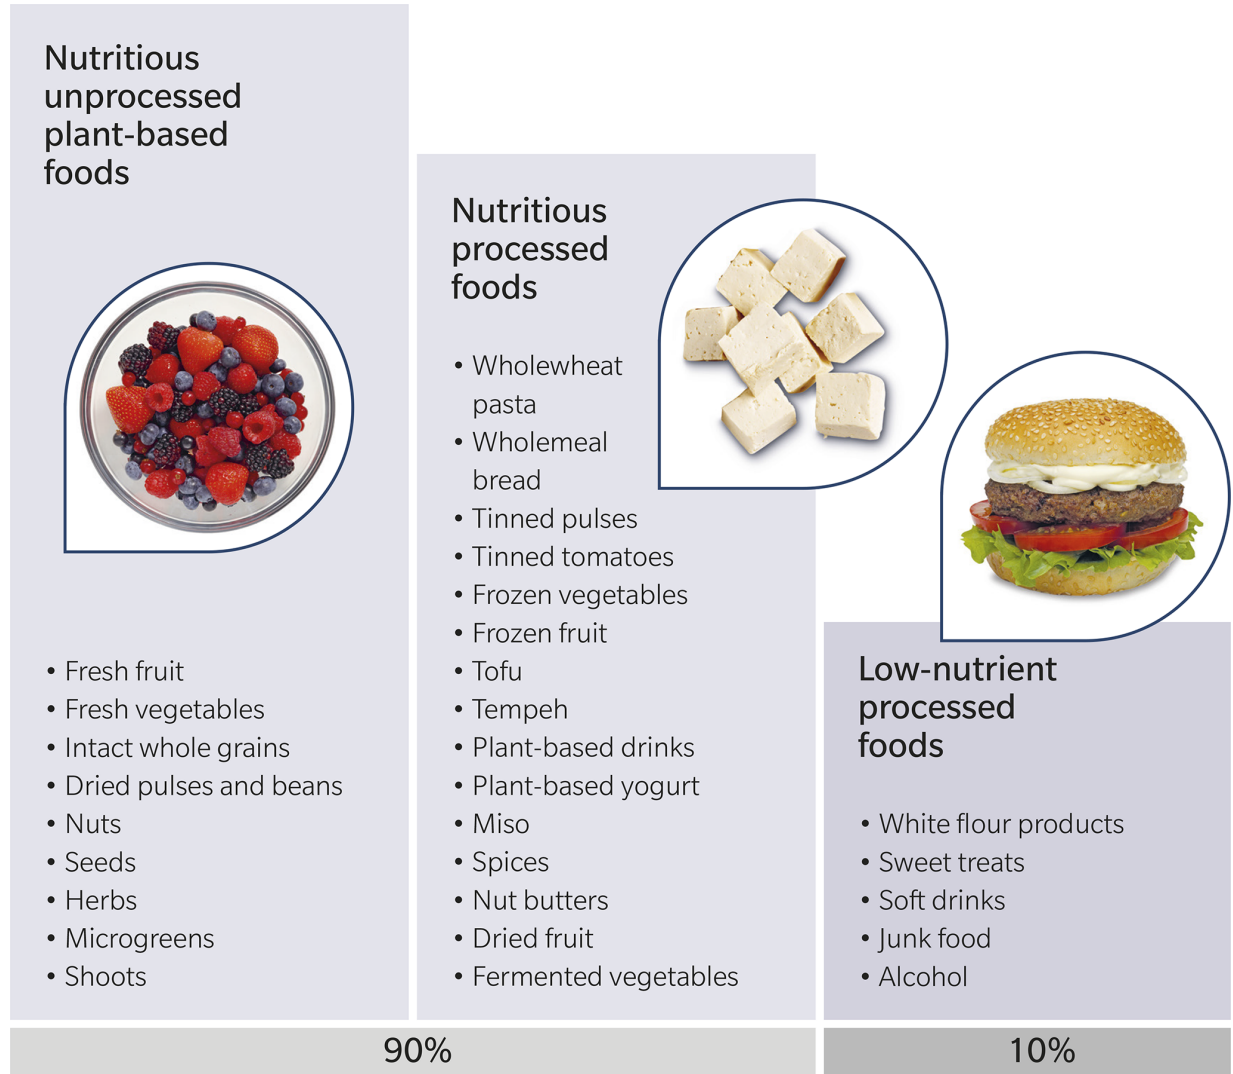 Nutritious
unprocessed
plant-based
foods
• Fresh fruit
• Fresh vegetables
• Intact whole grains
• Dried pulses and beans
• Nuts
• Seeds
• Herbs
• Microgreens
• Shoots
Nutritious
processed
foods
• Wholewheat
pasta
• Wholemeal
bread
• Tinned pulses
• Tinned tomatoes
• Frozen vegetables
• Frozen fruit
• Tofu
• Tempeh
• Plant-based drinks
• Plant-based yogurt
• Miso
• Spices
• Nut butters
• Dried fruit
• Fermented vegetables
Low-nutrient
processed
foods
• White flour products
• Sweet treats
• Soft drinks
• Junk food
• Alcohol
90%
10%